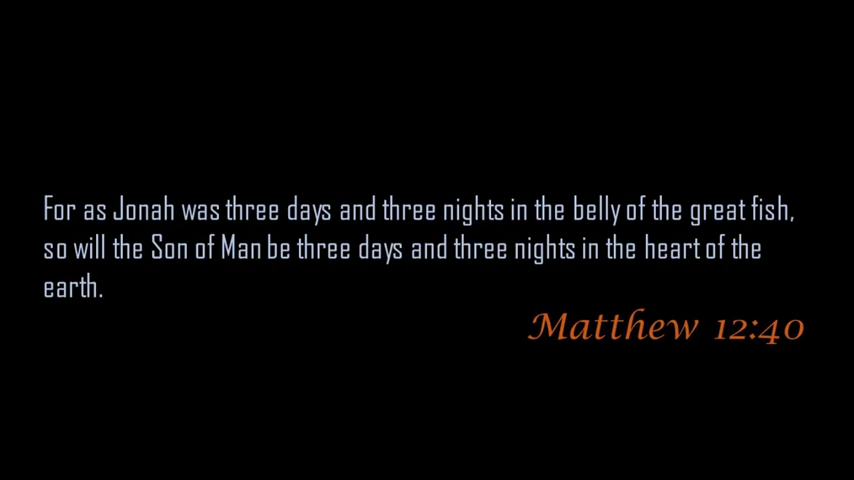 For as Jonah was three days and three nights in the belly of the great fish,
so will the Son of Man be three days and three nights in the heart of the
earth.
Matthew 12:40